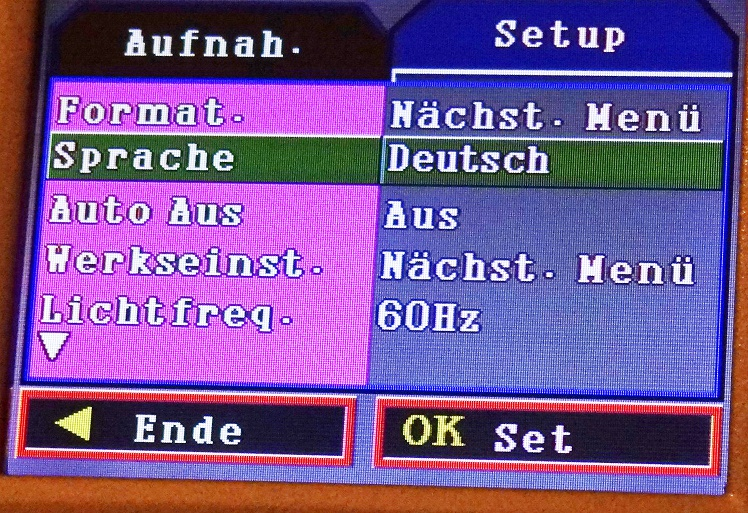 Aufnah. Setup
Format. Nächst. Menü
Sprache Deutsch
Auto Aus Aus
Werkseinst. Nächst. Menü
Lichtfreq. 60Hz
Ende OK Set